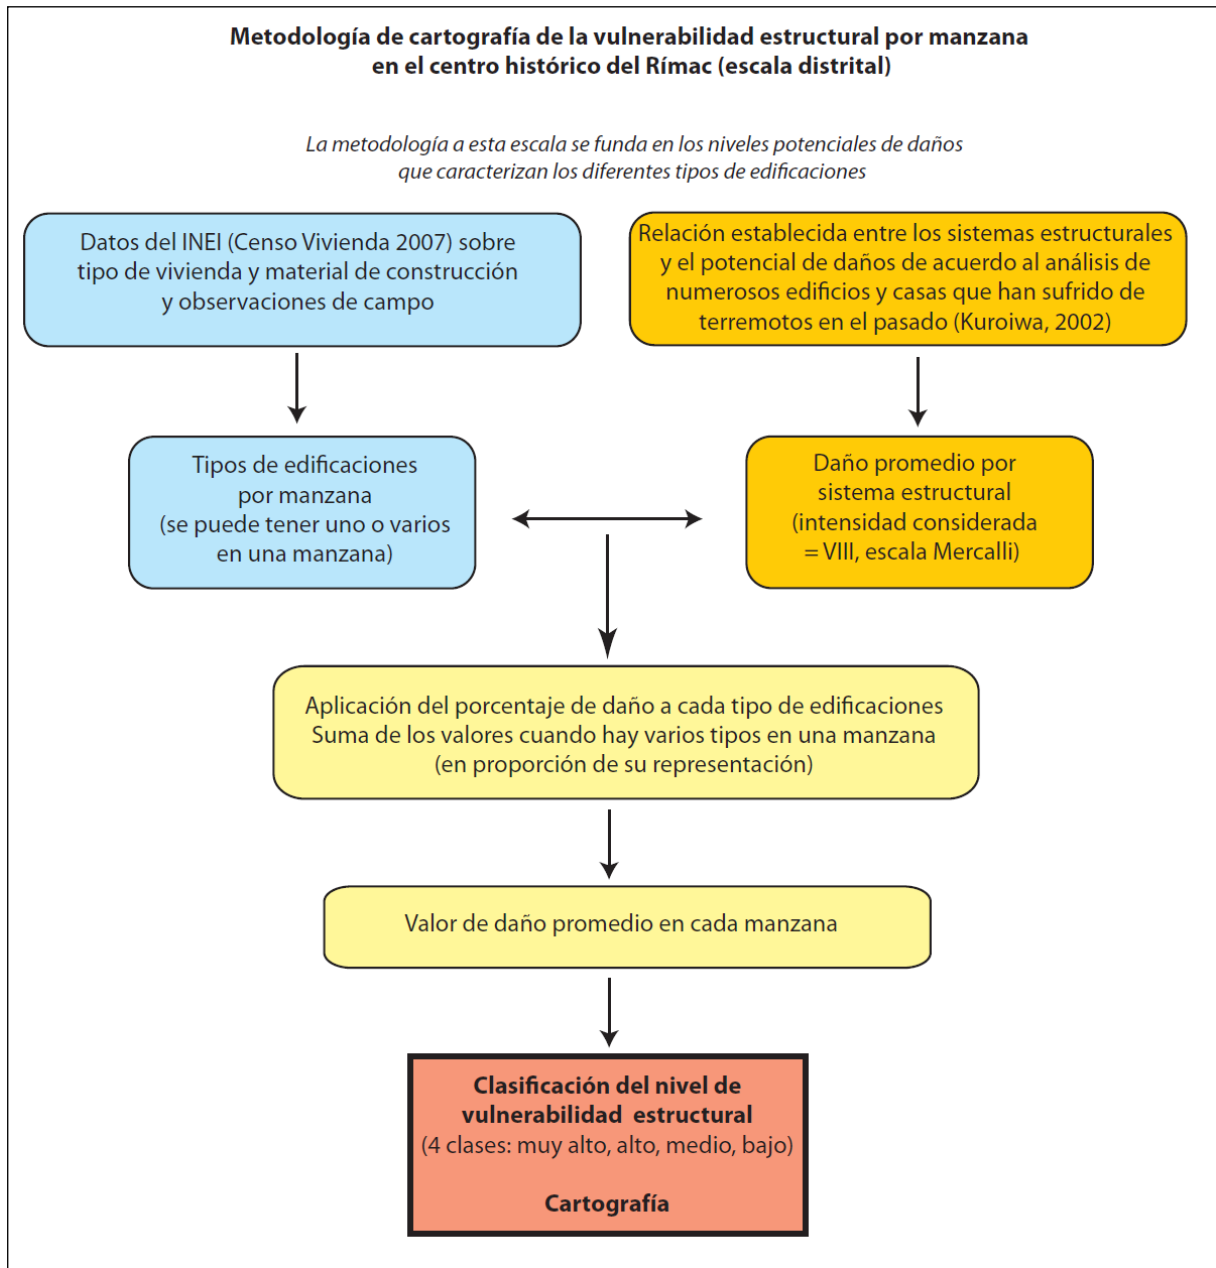 Metodología de cartografía de la vulnerabilidad estructural por manzana
en el centro histórico del Rímac (escala distrital)
La metodología a esta escala se funda en los niveles potenciales de daños
que caracterizan los diferentes tipos de edificaciones
Datos del INEI (Censo Vivienda 2007) sobre
tipo de vivienda y material de construcción
y observaciones de campo
Relación establecida entre los sistemas estructurales
y el potencial de daños de acuerdo al análisis de
numerosos edificios y casas que han sufrido de
terremotos en el pasado (Kuroiwa, 2002)
Tipos de edificaciones
por manzana
(se puede tener uno o varios
en una manzana)
Daño promedio por
sistema estructural
(intensidad considerada
= VIII, escala Mercalli)
Aplicación del porcentaje de daño a cada tipo de edificaciones
Suma de los valores cuando hay varios tipos en una manzana
(en proporción de su representación)
Valor de daño promedio en cada manzana
Clasificación del nivel de
vulnerabilidad estructural
(4 clases: muy alto, alto, medio, bajo)
Cartografía